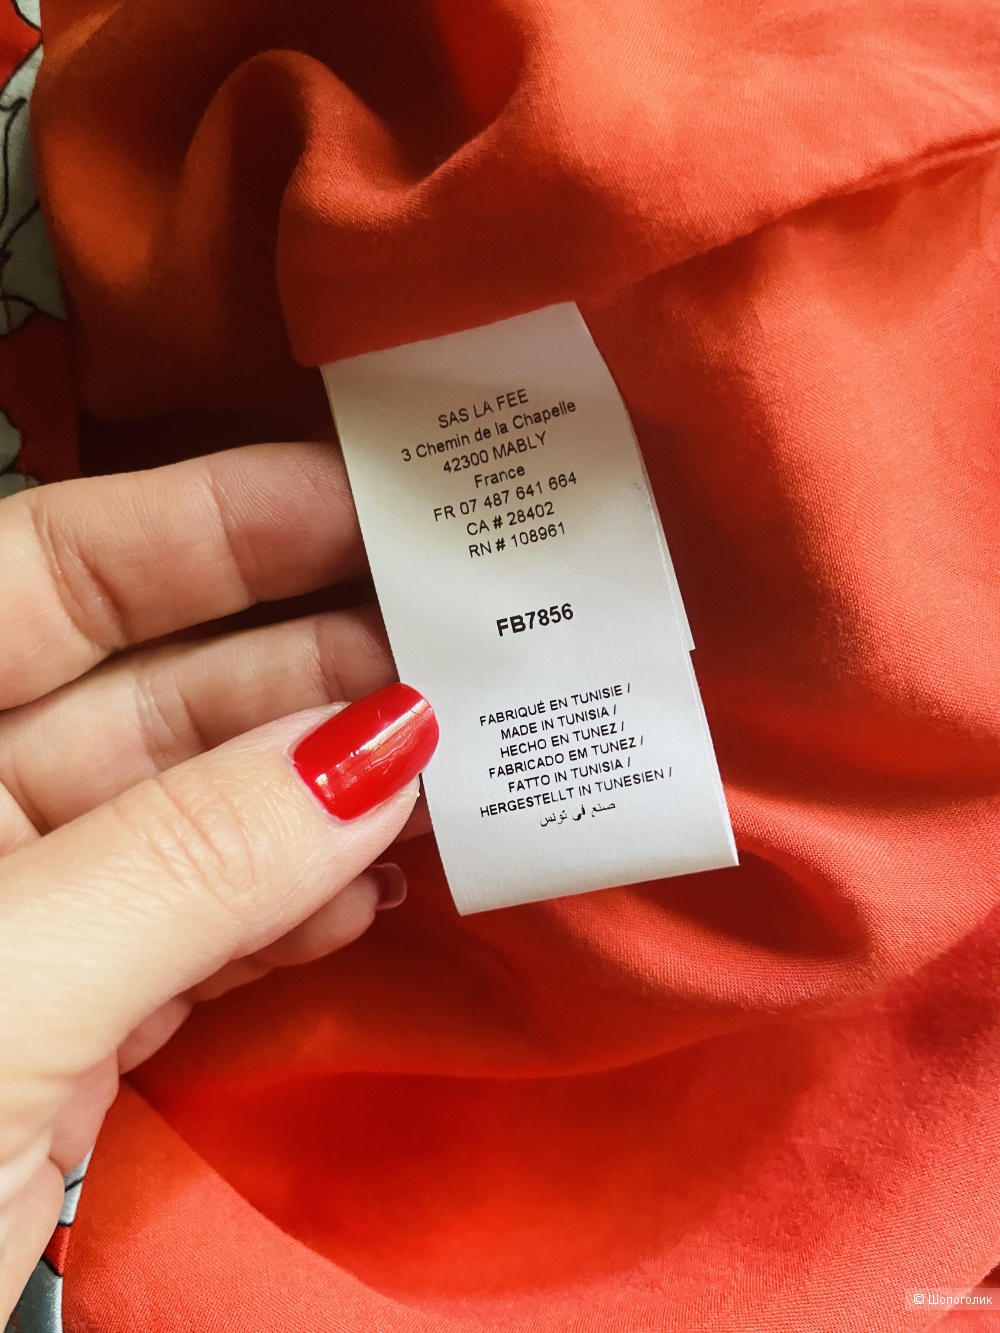 SAS LA FEE
3 Chemin de la Chapelle
42300 MABLY
France
FR 07 487 641 664
CA # 28402
RN # 108961
FB7856
FABRIQUÉ EN TUNISIE /
MADE IN TUNISIA /
HECHO EN TUNEZ /
FABRICADO EM TUNEZ /
FATTO IN TUNISIA /
HERGESTELLT IN TUNESIEN /
صنع في تونس
© Шопоголик